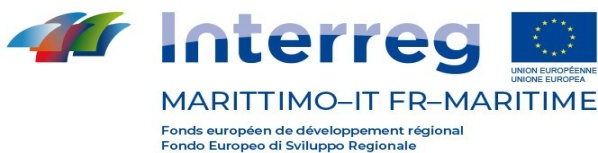 Interreg
UNION EUROPÉENNE
UNIONE EUROPEA
MARITTIMO–IT FR–MARITIME
Fonds européen de développement régional
Fondo Europeo di Sviluppo Regionale